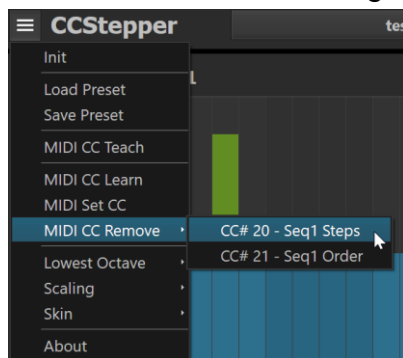 CCStepper
tes
Init
L
Load Preset
Save Preset
MIDI CC Teach
MIDI CC Learn
MIDI Set CC
MIDI CC Remove
CC# 20 - Seq1 Steps
CC# 21 - Seq1 Order
Lowest Octave
Scaling
Skin
About